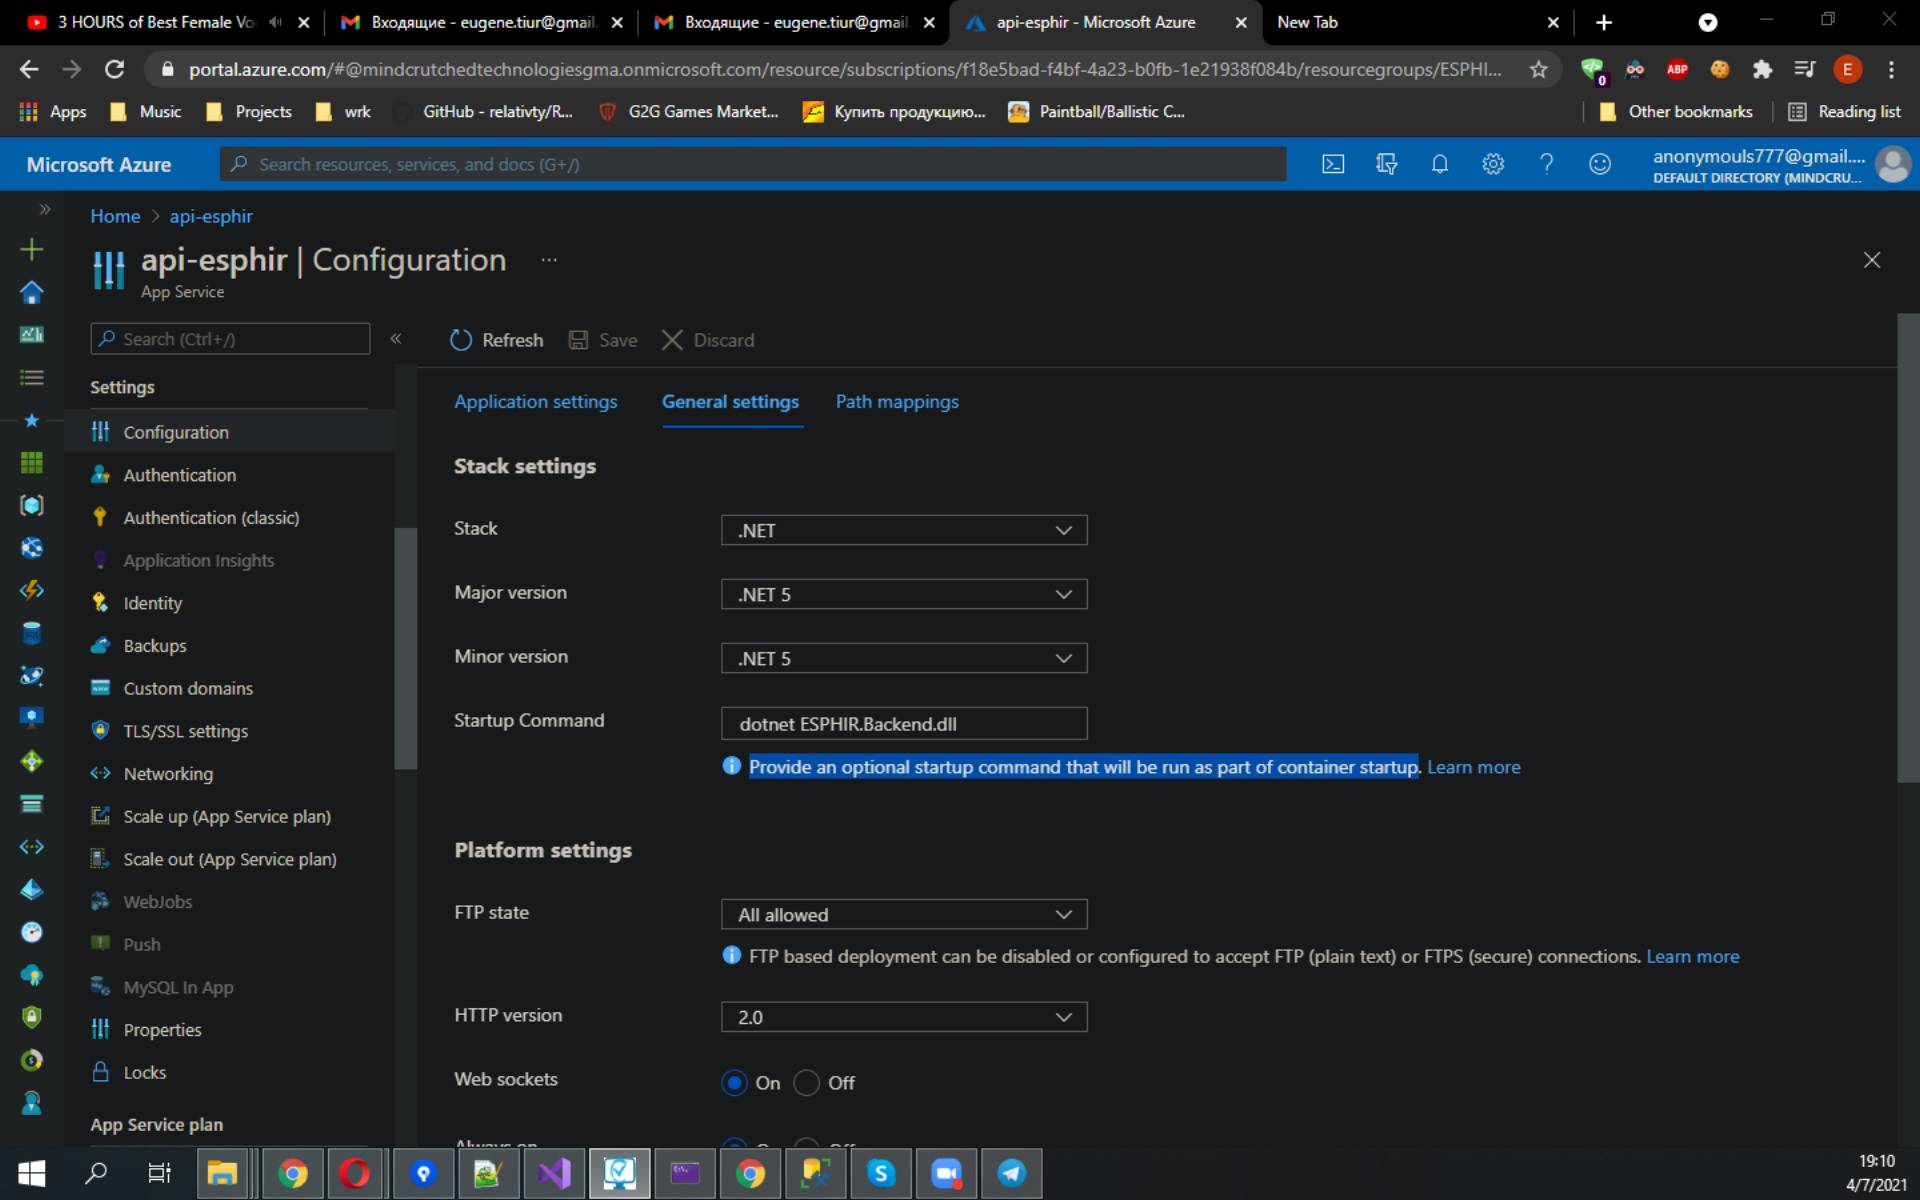 3 HOURS of Best Female Vo
Входящие - eugene.tiur@gmail.
Входящие - eugene.tiur@gmail.
api-esphir - Microsoft Azure
New Tab
portal.azure.com/#@mindcrutchedtechnologiesgma.onmicrosoft.com/resource/subscriptions/f18e5bad-f4bf-4a23-b0fb-1e21938f084b/resourcegroups/ESPHI...
0
ABP
E
Apps
Music
Projects
wrk
GitHub - relativty/R...
G2G Games Market...
Купить продукцию...
Paintball/Ballistic C...
Other bookmarks
Reading list
Microsoft Azure
Search resources, services, and docs (G+/)
anonymouls777@gmail....
DEFAULT DIRECTORY (MINDCRU...
Home > api-esphir
api-esphir | Configuration
App Service
Search (Ctrl+/)
Refresh
Save
Discard
Settings
Configuration
Authentication
Authentication (classic)
Application Insights
Identity
Backups
Custom domains
TLS/SSL settings
Networking
Scale up (App Service plan)
Scale out (App Service plan)
WebJobs
Push
MySQL In App
Properties
Locks
App Service plan
Application settings
General settings
Path mappings
Stack settings
Stack
.NET
Major version
.NET 5
Minor version
.NET 5
Startup Command
dotnet ESPHIR.Backend.dll
Provide an optional startup command that will be run as part of container startup. Learn more
Platform settings
FTP state
All allowed
FTP based deployment can be disabled or configured to accept FTP (plain text) or FTPS (secure) connections. Learn more
HTTP version
2.0
Web sockets
On
Off
Always on
On
Off
19:10
4/7/2021